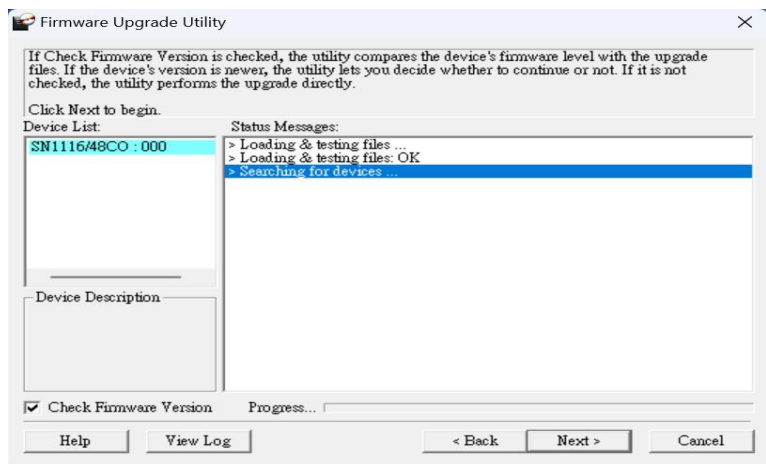 Firmware Upgrade Utility
If Check Firmware Version is checked, the utility compares the device's firmware level with the upgrade
files. If the device's version is newer, the utility lets you decide whether to continue or not. If it is not
checked, the utility performs the upgrade directly.
Click Next to begin.
Device List:
SN1116/48CO : 000
Status Messages:
> Loading & testing files ...
> Loading & testing files: OK
> Searching for devices ...
Device Description
Check Firmware Version
Progress...
Help
View Log
< Back
Next >
Cancel